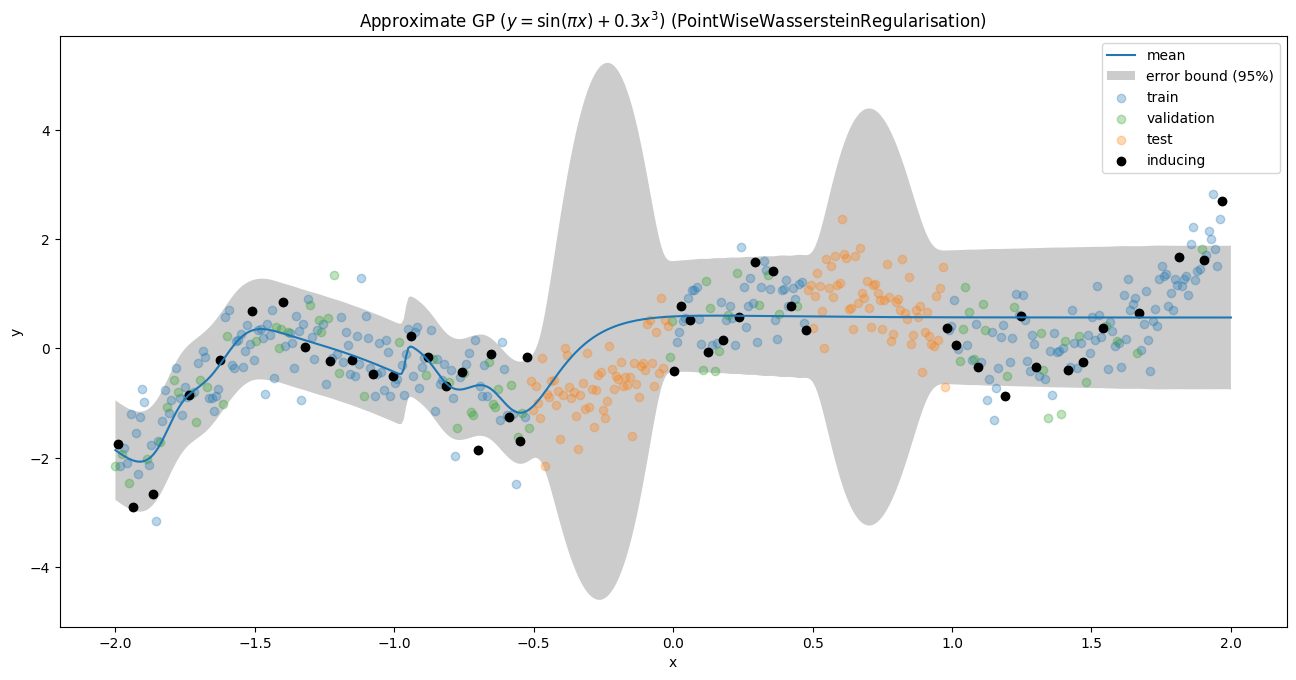 Approximate GP (y = sin(πx) + 0.3x³) (PointWiseWassersteinRegularisation)
mean
error bound (95%)
train
validation
test
inducing
y
4
2
0
−2
−4
−2.0 −1.5 −1.0 −0.5 0.0 0.5 1.0 1.5 2.0
x